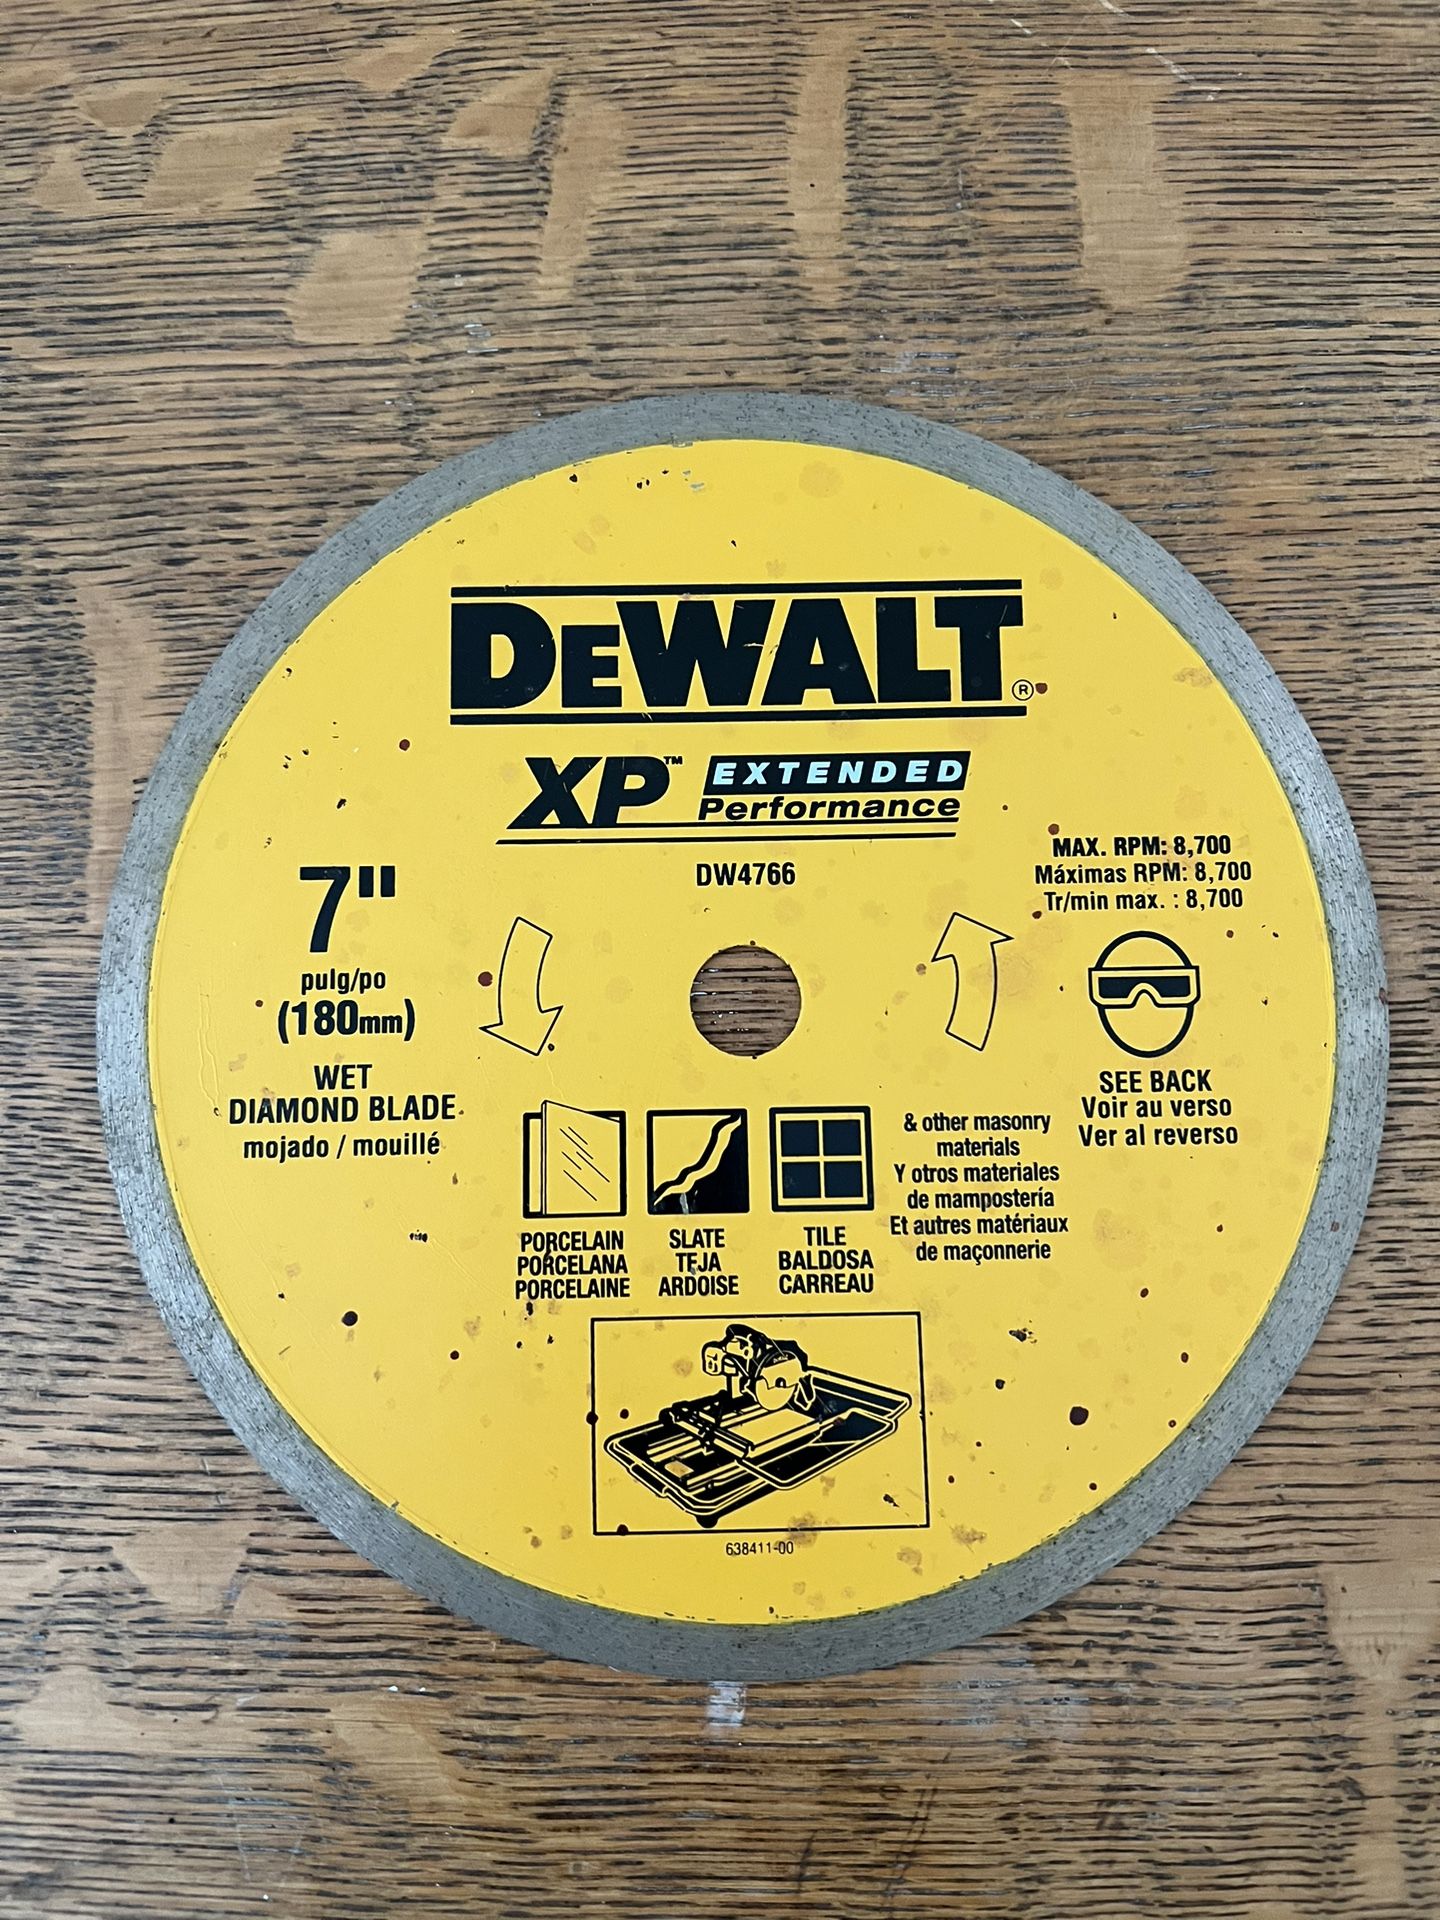 DEWALT®
XP™ EXTENDED
Performance
DW4766
7"
pulg/po
(180mm)
WET
DIAMOND BLADE
mojado / mouillé
MAX. RPM: 8,700
Máximas RPM: 8,700
Tr/min max. : 8,700
SEE BACK
Voir au verso
Ver al reverso
PORCELAIN
PORCELANA
PORCELAINE
SLATE
TEJA
ARDOISE
TILE
BALDOSA
CARREAU
& other masonry
materials
Y otros materiales
de mampostería
Et autres matériaux
de maçonnerie
638411-00